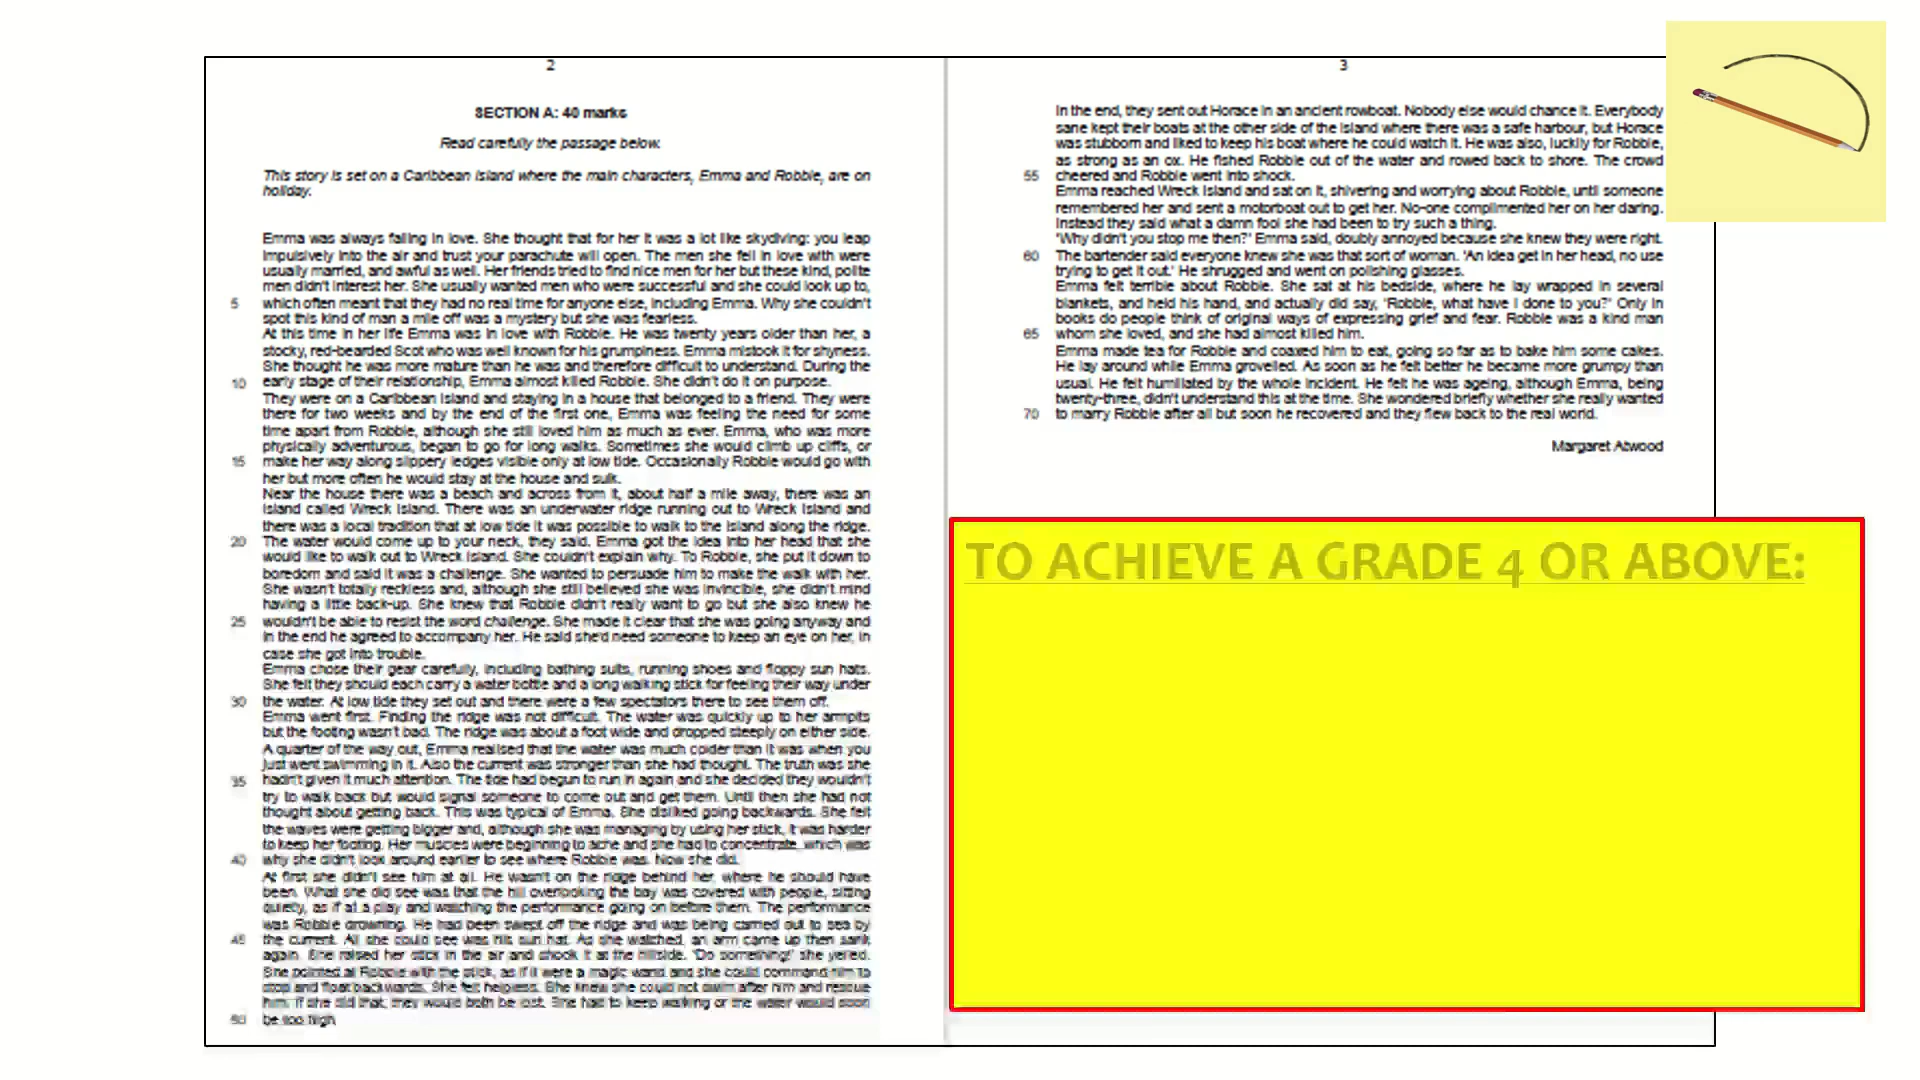 2
SECTION A: 40 marks
Read carefully the passage below.
This story is set on a Caribbean island where the main characters, Emma and Robbie, are on
holiday.
Emma was always falling in love. She thought that for her it was a lot like skydiving: you leap
impulsively into the air and trust your parachute will open. The men she fell in love with were
usually married, and awful as well. Her friends tried to find nice men for her but these kind, polite
men didn't interest her. She usually wanted men who were successful and she could look up to,
5 which often meant that they had no real time for anyone else, including Emma. Why she couldn't
spot this kind of man a mile off was a mystery but she was fearless.
At this time in her life Emma was in love with Robbie. He was twenty years older than her, a
stocky, red-bearded Scot who was well known for his grumpiness. Emma mistook it for shyness.
She thought he was more mature than he was and therefore difficult to understand. During the
10 early stage of their relationship, Emma almost killed Robbie. She didn't do it on purpose.
They were on a Caribbean island and staying in a house that belonged to a friend. They were
there for two weeks and by the end of the first one, Emma was feeling the need for some
time apart from Robbie, although she still loved him as much as ever. Emma, who was more
physically adventurous, began to go for long walks. Sometimes she would climb up cliffs, or
15 make her way along slippery ledges visible only at low tide. Occasionally Robbie would go with
her but more often he would stay at the house and sulk.
Near the house there was a beach and across from it, about half a mile away, there was an
island called Wreck Island. There was an underwater ridge running out to Wreck Island and
there was a local tradition that at low tide it was possible to walk to the island along the ridge.
20 The water would come up to your neck, they said. Emma got the idea into her head that she
would like to walk out to Wreck Island. She couldn't explain why. To Robbie, she put it down to
boredom and said it was a challenge. She wanted to persuade him to make the walk with her.
She wasn't totally reckless and, although she still believed she was invincible, she didn't mind
having a little back-up. She knew that Robbie didn't really want to go but she also knew he
25 wouldn't be able to resist the word challenge. She made it clear that she was going anyway and
in the end he agreed to accompany her. He said she'd need someone to keep an eye on her, in
case she got into trouble.
Emma chose their gear carefully, including bathing suits, running shoes and floppy sun hats.
She felt they should each carry a water bottle and a long walking stick for feeling their way under
30 the water. At low tide they set out and there were a few spectators there to see them off.
Emma went first. Finding the ridge was not difficult. The water was quickly up to her armpits
but the footing wasn't bad. The ridge was about a foot wide and dropped steeply on either side.
A quarter of the way out, Emma realised that the water was much colder than it was when you
just went swimming in it. Also the current was stronger than she had thought. The truth was she
35 hadn't given it much attention. The tide had begun to run in again and she decided they wouldn't
try to walk back but would signal someone to come out and get them. Until then she had not
thought about getting back. This was typical of Emma. She disliked going backwards. She felt
the waves were getting bigger and, although she was managing by using her stick, it was harder
to keep her footing. Her muscles were beginning to ache and she had to concentrate, which was
40 why she didn't look around earlier to see where Robbie was. Now she did.
At first she didn't see him at all. He wasn't on the ridge behind her, where he should have
been. What she did see was that the hill overlooking the bay was covered with people, sitting
quietly, as if at a play and watching the performance going on before them. The performance
was Robbie drowning. He had been swept off the ridge and was being carried out to sea by
45 the current. All she could see was his sun hat. As she watched, an arm came up then sank
again. She raised her stick in the air and shook it at the hillside. 'Do something!' she yelled.
She pointed at Robbie with the stick, as if it were a magic wand and she could command him to
stop and float backwards. She felt helpless. She knew she could not swim after him and rescue
him. If she did that, they would both be lost. She had to keep walking or the water would soon
50 be too high.
3
In the end, they sent out Horace in an ancient rowboat. Nobody else would chance it. Everybody
sane kept their boats at the other side of the island where there was a safe harbour, but Horace
was stubborn and liked to keep his boat where he could watch it. He was also, luckily for Robbie,
as strong as an ox. He fished Robbie out of the water and rowed back to shore. The crowd
55 cheered and Robbie went into shock.
Emma reached Wreck Island and sat on it, shivering and worrying about Robbie, until someone
remembered her and sent a motorboat out to get her. No-one complimented her on her daring.
Instead they said what a damn fool she had been to try such a thing.
'Why didn't you stop me then?' Emma said, doubly annoyed because she knew they were right.
60 The bartender said everyone knew she was that sort of woman. 'An idea get in her head, no use
trying to get it out.' He shrugged and went on polishing glasses.
Emma felt terrible about Robbie. She sat at his bedside, where he lay wrapped in several
blankets, and held his hand, and actually did say, 'Robbie, what have I done to you?' Only in
books do people think of original ways of expressing grief and fear. Robbie was a kind man
65 whom she loved, and she had almost killed him.
Emma made tea for Robbie and coaxed him to eat, going so far as to bake him some cakes.
He lay around while Emma grovelled. As soon as he felt better he became more grumpy than
usual. He felt humiliated by the whole incident. He felt he was ageing, although Emma, being
twenty-three, didn't understand this at the time. She wondered briefly whether she really wanted
70 to marry Robbie after all but soon he recovered and they flew back to the real world.
Margaret Atwood
TO ACHIEVE A GRADE 4 OR ABOVE: